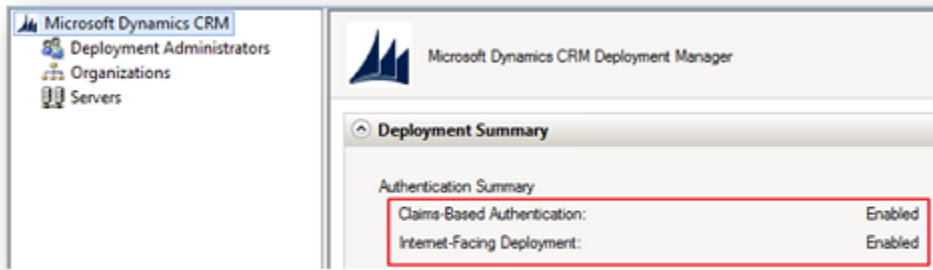 Microsoft Dynamics CRM
Deployment Administrators
Organizations
Servers
Microsoft Dynamics CRM Deployment Manager
Deployment Summary
Authentication Summary
Claims-Based Authentication: Enabled
Internet-Facing Deployment: Enabled